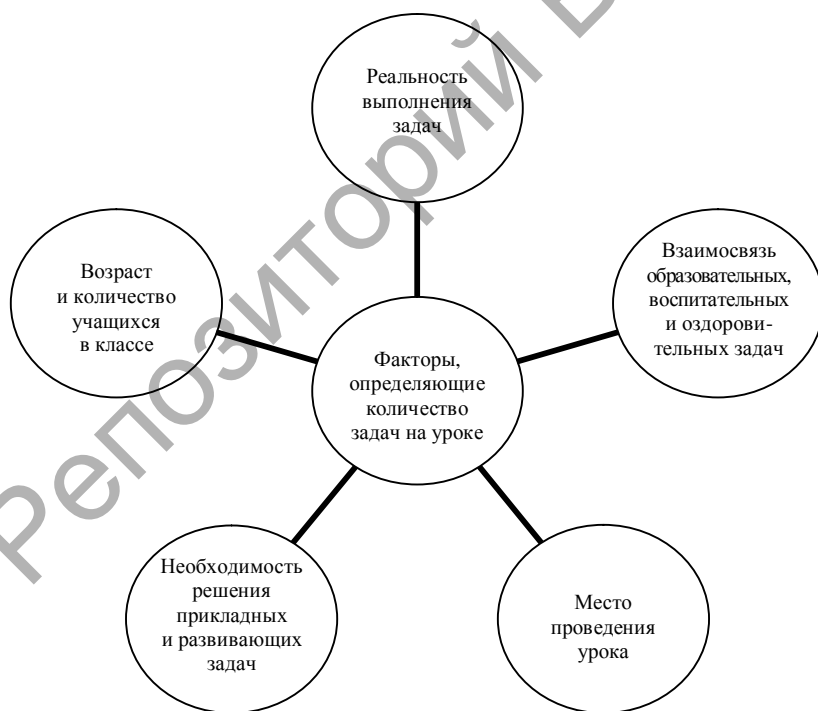 Реальность
выполнения
задач
Возраст
и количество
учащихся
в классе
Взаимосвязь
образовательных,
воспитательных
и оздорови-
тельных задач
Факторы,
определяющие
количество
задач на уроке
Необходимость
решения
прикладных
и развивающих
задач
Место
проведения
урока
Репозиторий